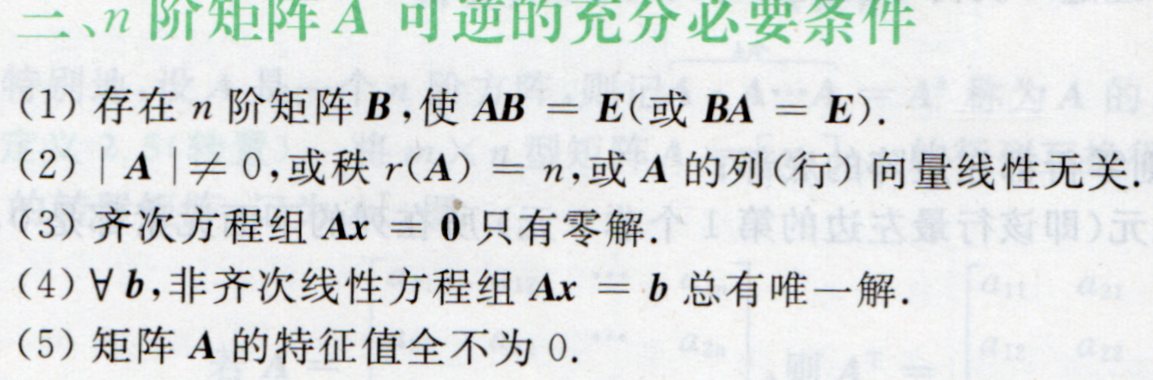 二、n 阶矩阵 A 可逆的充分必要条件
(1) 存在 n 阶矩阵 B,使 AB = E(或 BA = E).
(2) | A |≠ 0,或秩 r(A) = n,或 A 的列(行)向量线性无关.
(3) 齐次方程组 Ax = 0 只有零解.
(4) ∀ b,非齐次线性方程组 Ax = b 总有唯一解.
(5) 矩阵 A 的特征值全不为 0.